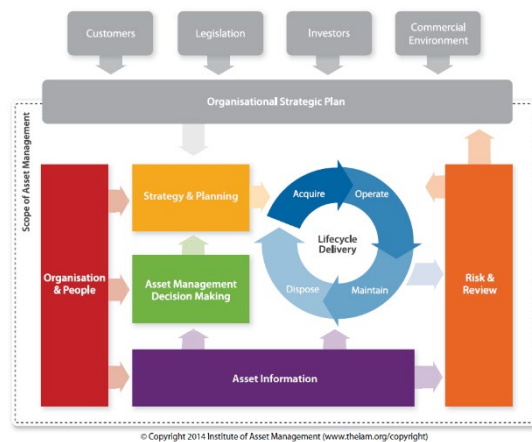 Customers
Legislation
Investors
Commercial
Environment
Organisational Strategic Plan
Scope of Asset Management
Organisation
& People
Strategy & Planning
Asset Management
Decision Making
Acquire
Operate
Lifecycle
Delivery
Dispose
Maintain
Risk &
Review
Asset Information
© Copyright 2014 Institute of Asset Management (www.theiam.org/copyright)